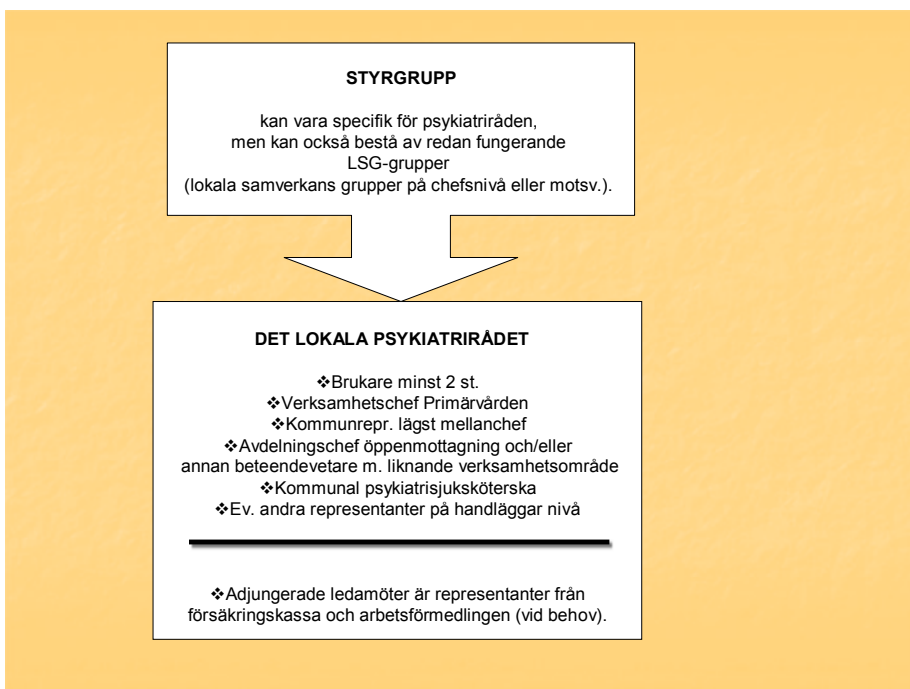 STYRGRUPP
kan vara specifik för psykiatriråden,
men kan också bestå av redan fungerande
LSG-grupper
(lokala samverkans grupper på chefsnivå eller motsv.).
DET LOKALA PSYKIATRIRÅDET
❖Brukare minst 2 st.
❖Verksamhetschef Primärvården
❖Kommunrepr. lägst mellanchef
❖Avdelningschef öppenmottagning och/eller
annan beteendevetare m. liknande verksamhetsområde
❖Kommunal psykiatrisjuksköterska
❖Ev. andra representanter på handläggar nivå
❖Adjungerade ledamöter är representanter från
försäkringskassa och arbetsförmedlingen (vid behov).